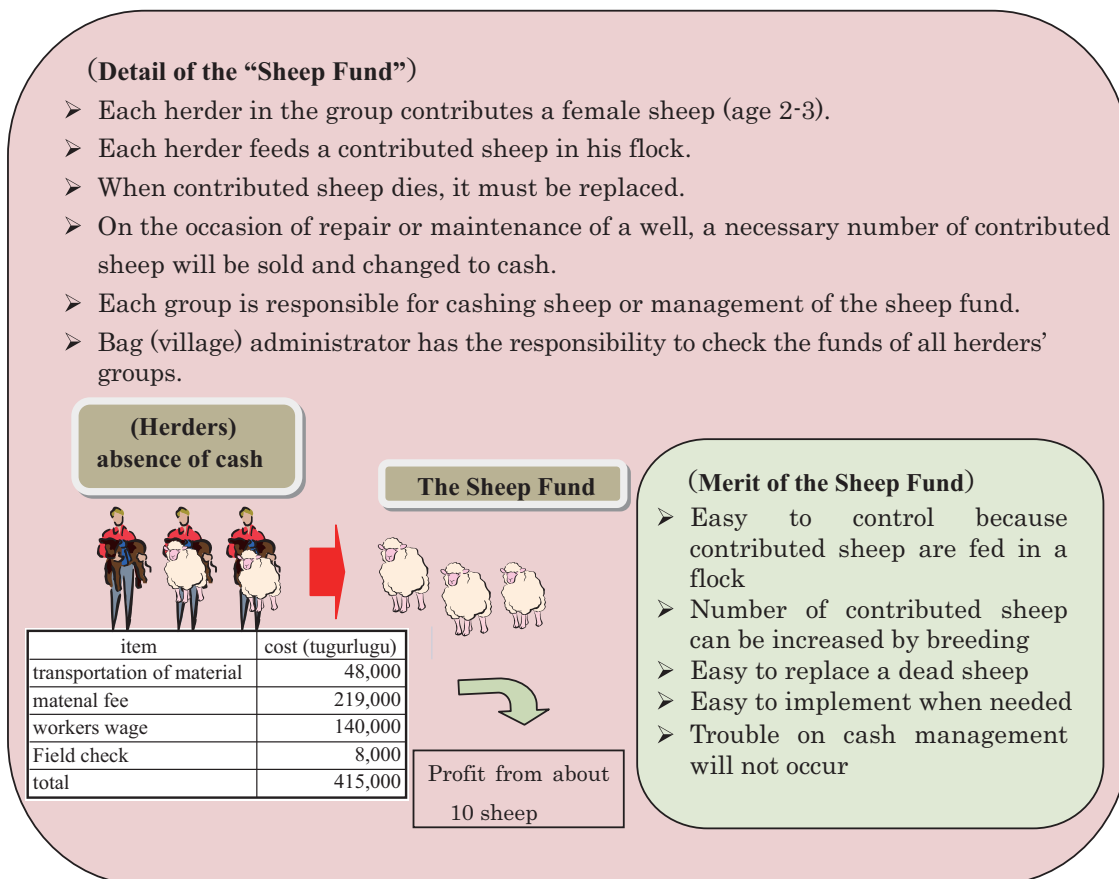 (Detail of the “Sheep Fund”)
➢ Each herder in the group contributes a female sheep (age 2-3).
➢ Each herder feeds a contributed sheep in his flock.
➢ When contributed sheep dies, it must be replaced.
➢ On the occasion of repair or maintenance of a well, a necessary number of contributed
sheep will be sold and changed to cash.
➢ Each group is responsible for cashing sheep or management of the sheep fund.
➢ Bag (village) administrator has the responsibility to check the funds of all herders’
groups.
(Herders)
absence of cash
The Sheep Fund
item cost (tugurlugu)
transportation of material 48,000
matenal fee 219,000
workers wage 140,000
Field check 8,000
total 415,000
Profit from about
10 sheep
(Merit of the Sheep Fund)
➢ Easy to control because
contributed sheep are fed in a
flock
➢ Number of contributed sheep
can be increased by breeding
➢ Easy to replace a dead sheep
➢ Easy to implement when needed
➢ Trouble on cash management
will not occur